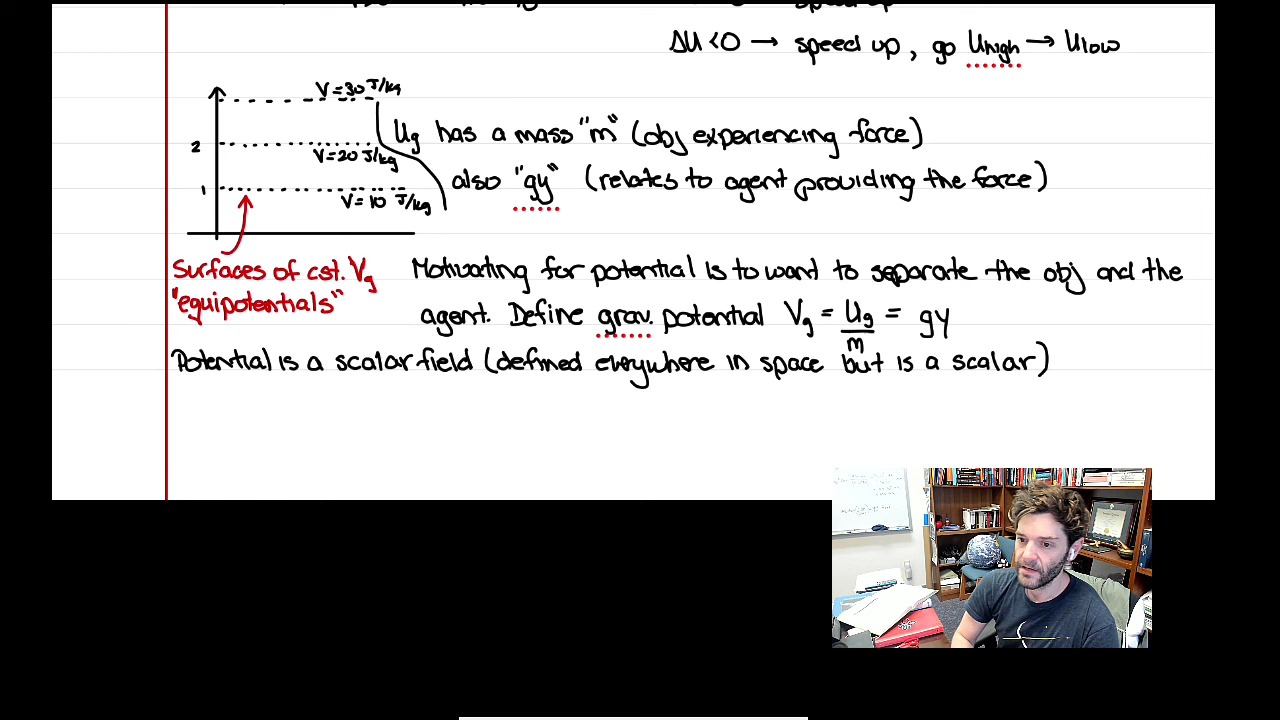 ΔU<0 → speed up, go Uhigh → Ulow
V=30 J/kg
2
V=20 J/kg
1
V=10 J/kg
Ug has a mass "m" (obj experiencing force)
also "gy" (relates to agent providing the force)
Surfaces of cst. Vg
"equipotentials"
Motivating for potential is to want to separate the obj and the
agent. Define grav. potential Vg = Ug/m = gy
Potential is a scalar field (defined everywhere in space but is a scalar)